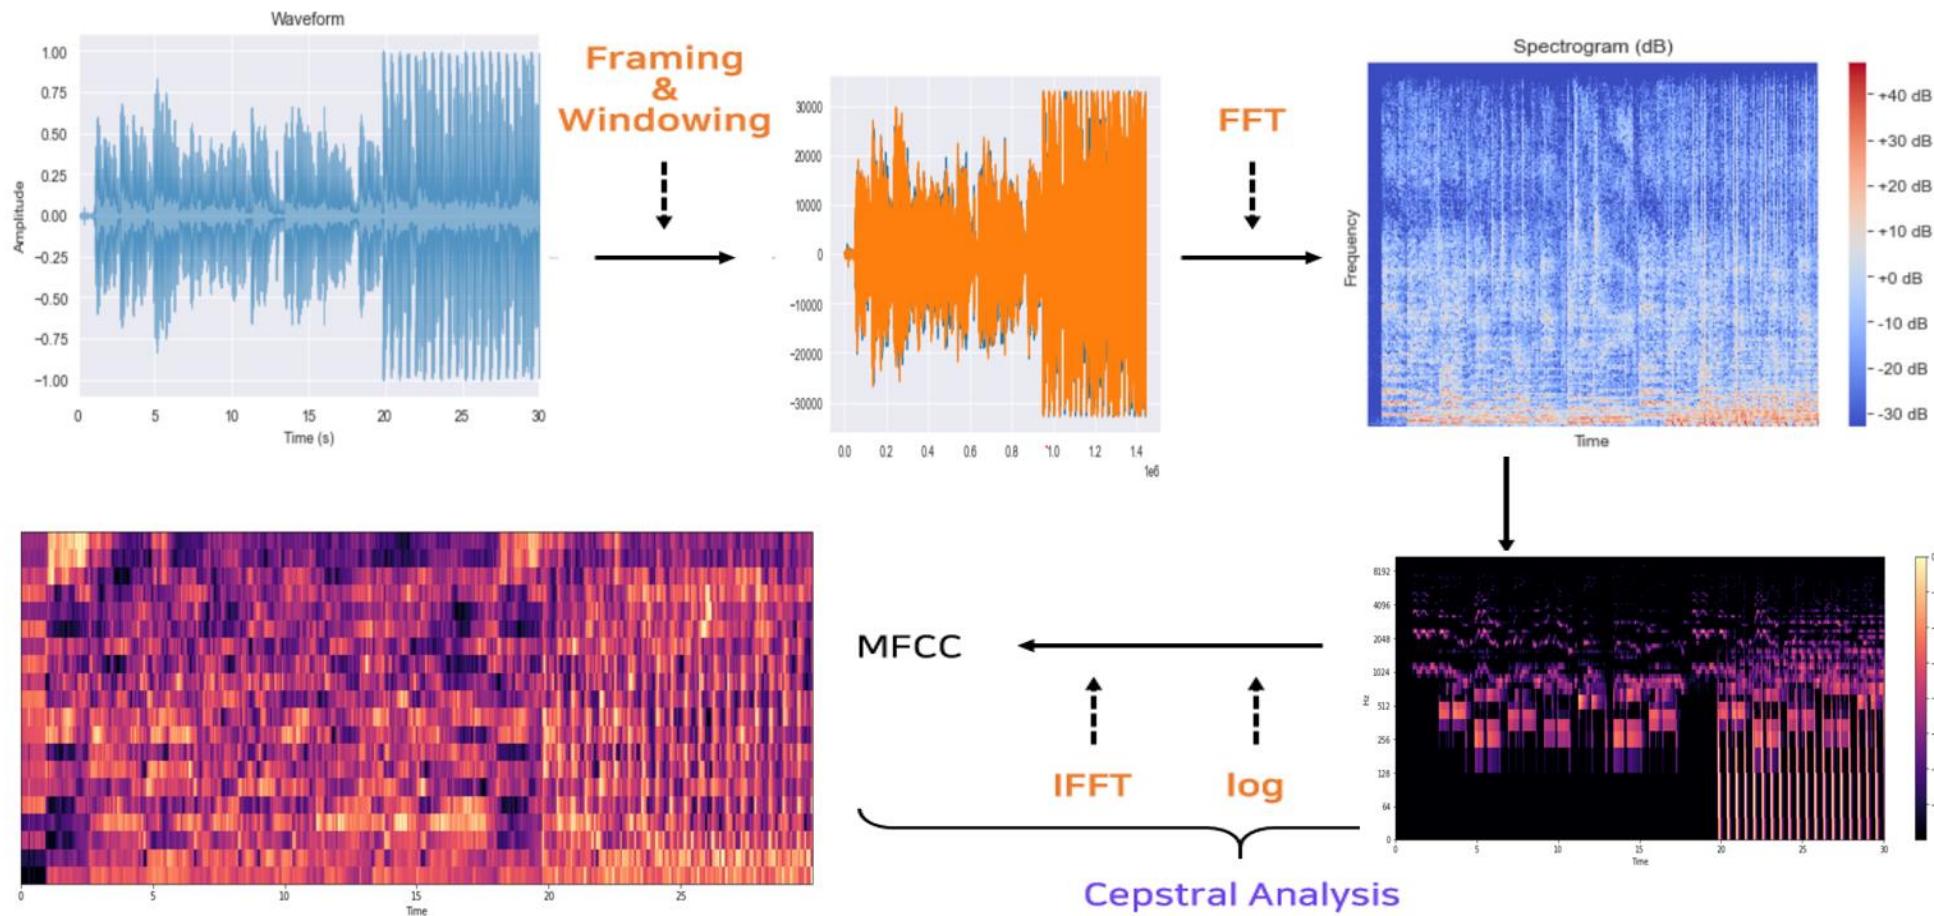 Waveform
1.00
0.75
0.50
0.25
0.00
−0.25
−0.50
−0.75
−1.00
Amplitude
0 5 10 15 20 25 30
Time (s)
Framing
&
Windowing
30000
20000
10000
0
−10000
−20000
−30000
0.0 0.2 0.4 0.6 0.8 1.0 1.2 1.4
1e6
FFT
Spectrogram (dB)
Frequency
Time
+40 dB
+30 dB
+20 dB
+10 dB
+0 dB
-10 dB
-20 dB
-30 dB
8192
4096
2048
1024
512
256
128
64
0
Hz
0 5 10 15 20 25 30
Time
MFCC
IFFT log
Cepstral Analysis
0 5 10 15 20 25
Time